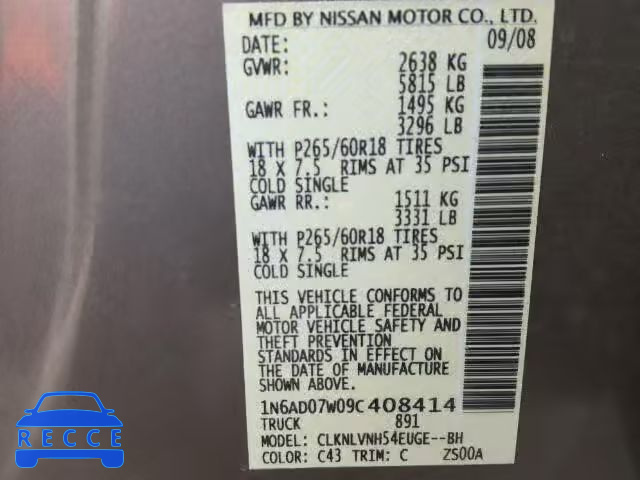 MFD BY NISSAN MOTOR CO., LTD.
DATE: 09/08
GVWR: 2638 KG
5815 LB
GAWR FR.: 1495 KG
3296 LB
WITH P265/60R18 TIRES
18 X 7.5 RIMS AT 35 PSI
COLD SINGLE
GAWR RR.: 1511 KG
3331 LB
WITH P265/60R18 TIRES
18 X 7.5 RIMS AT 35 PSI
COLD SINGLE
THIS VEHICLE CONFORMS TO
ALL APPLICABLE FEDERAL
MOTOR VEHICLE SAFETY AND
THEFT PREVENTION
STANDARDS IN EFFECT ON
THE DATE OF MANUFACTURE
SHOWN ABOVE.
1N6AD07W09C408414
TRUCK 891
MODEL: CLKNLVNH54EUGE--BH
COLOR: C43 TRIM: C ZS00A
RECCE